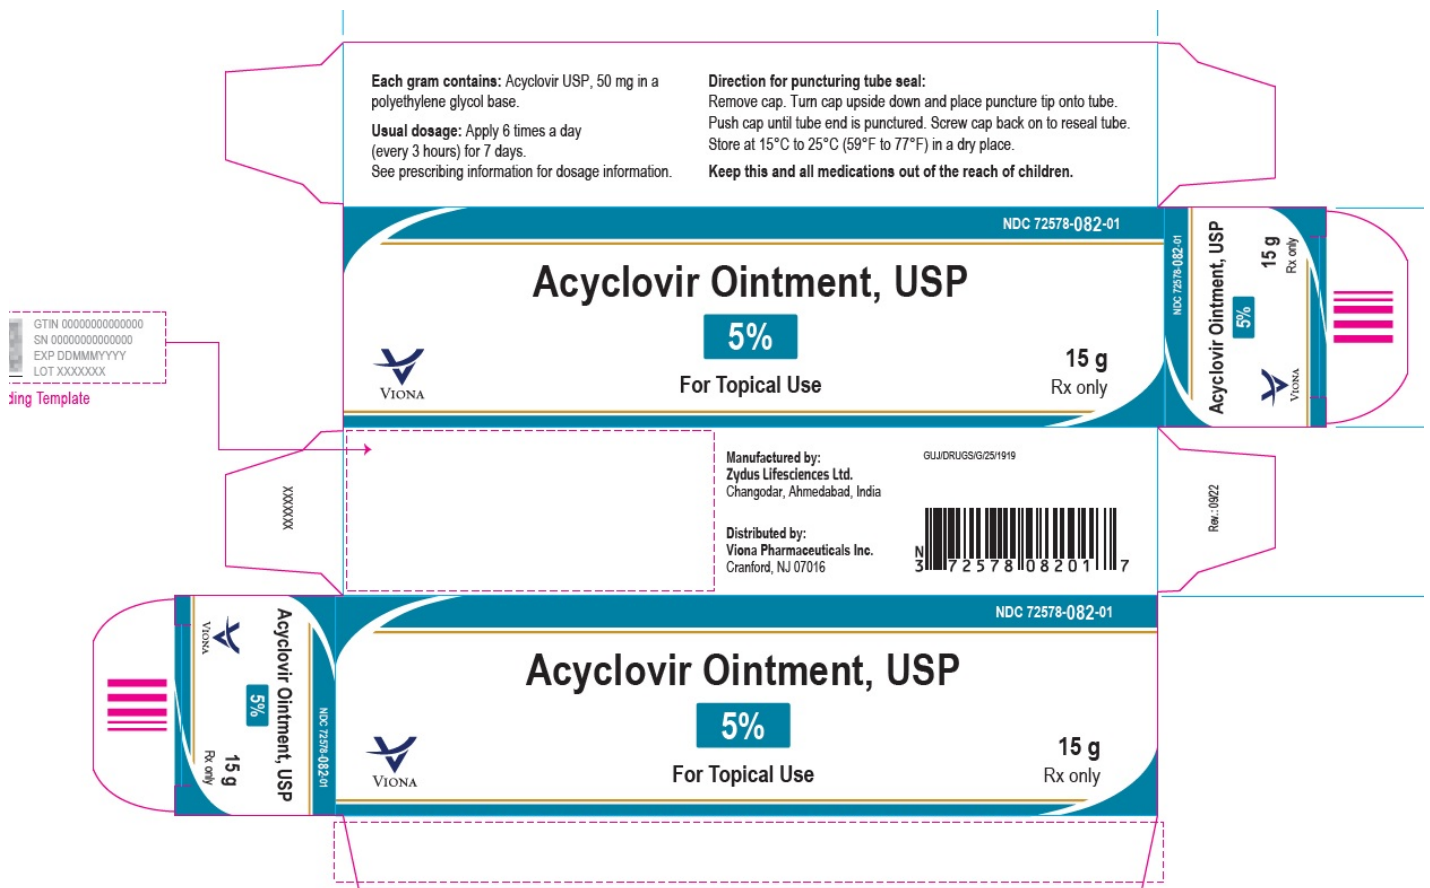 Each gram contains: Acyclovir USP, 50 mg in a
polyethylene glycol base.
Usual dosage: Apply 6 times a day
(every 3 hours) for 7 days.
See prescribing information for dosage information.
Direction for puncturing tube seal:
Remove cap. Turn cap upside down and place puncture tip onto tube.
Push cap until tube end is punctured. Screw cap back on to reseal tube.
Store at 15°C to 25°C (59°F to 77°F) in a dry place.
Keep this and all medications out of the reach of children.
NDC 72578-082-01
Acyclovir Ointment, USP
5%
For Topical Use
15 g
Rx only
VIONA
NDC 72578-082-01
Acyclovir Ointment, USP
5%
15 g
Rx only
VIONA
GTIN 00000000000000
SN 00000000000000
EXP DDMMMYYYY
LOT XXXXXXX
ding Template
XXXXXXX
Manufactured by:
Zydus Lifesciences Ltd.
Changodar, Ahmedabad, India
Distributed by:
Viona Pharmaceuticals Inc.
Cranford, NJ 07016
GUJ/DRUGS/G/25/1919
N
3 72578 08201 7
Rev.: 09/22
NDC 72578-082-01
Acyclovir Ointment, USP
5%
For Topical Use
15 g
Rx only
VIONA
NDC 72578-082-01
Acyclovir Ointment, USP
5%
15 g
Rx only
VIONA